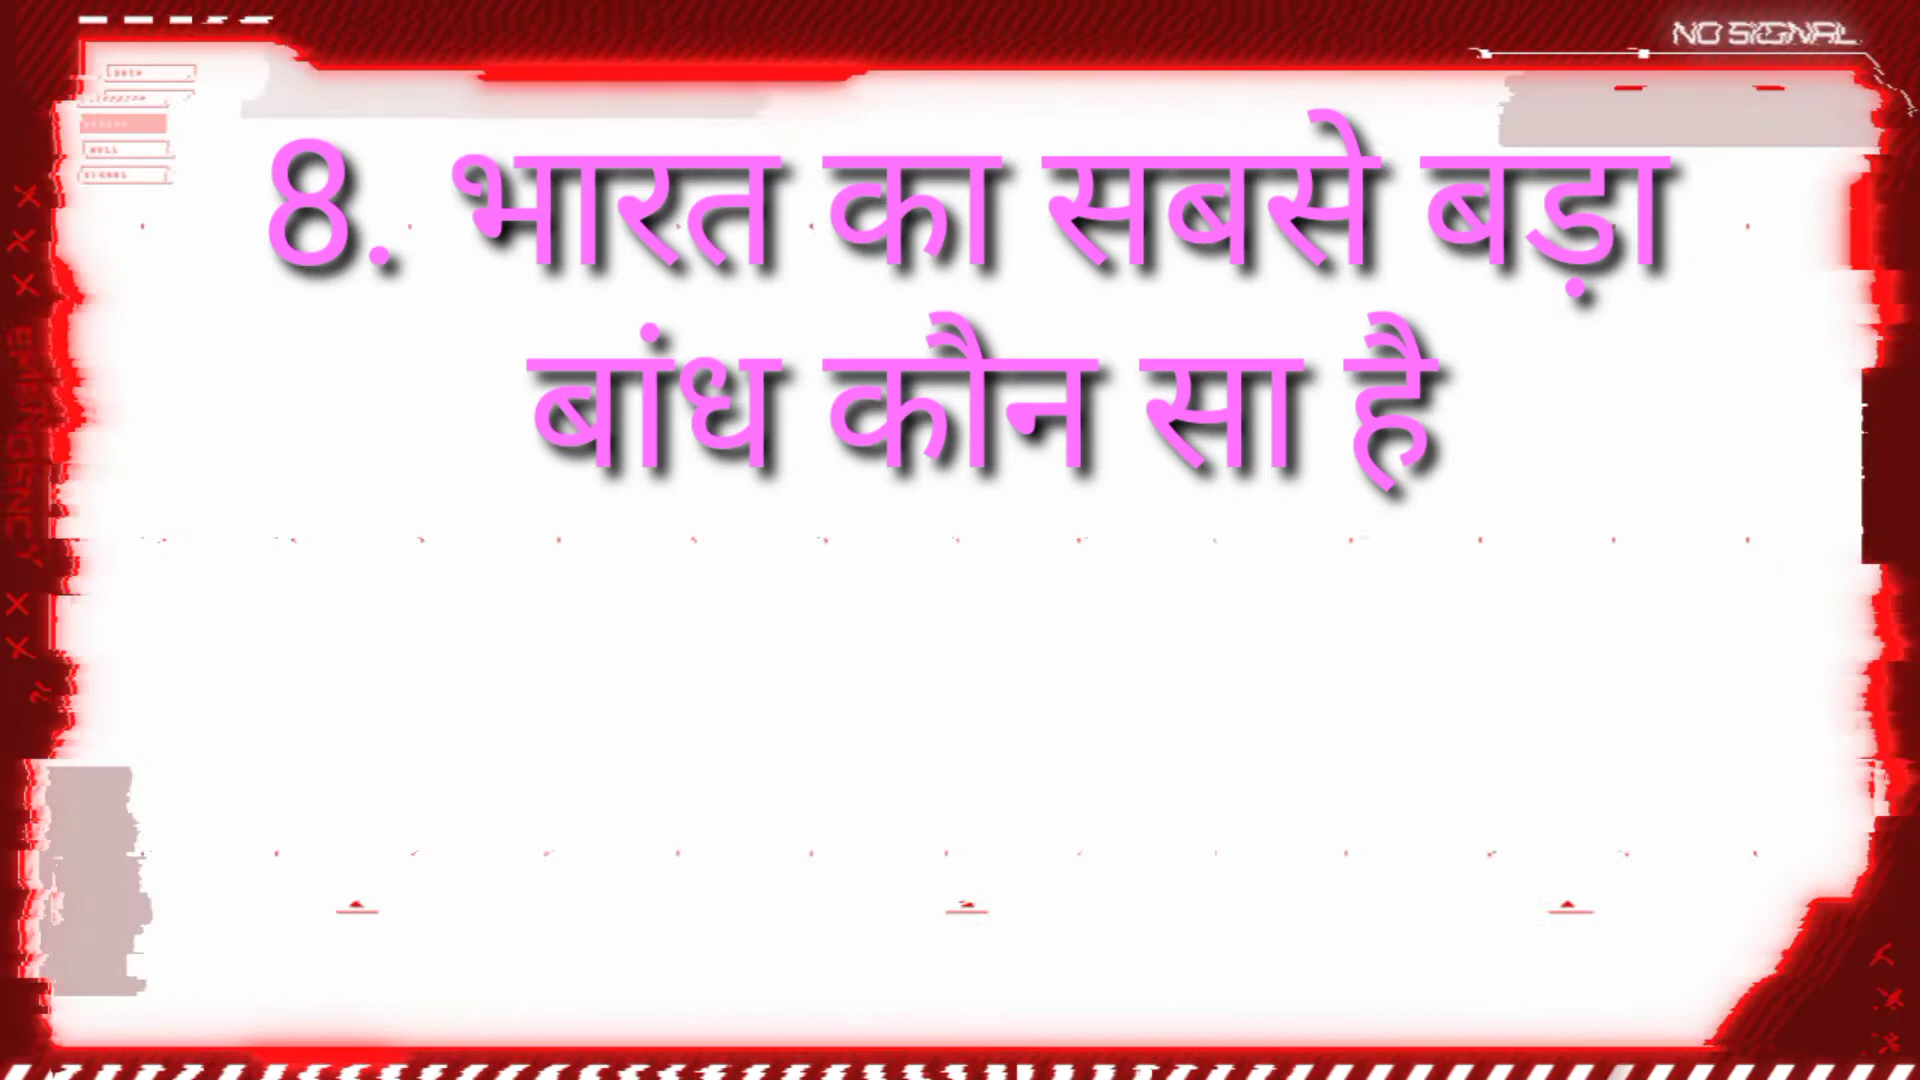 NO SIGNAL
8. भारत का सबसे बड़ा
बांध कौन सा है